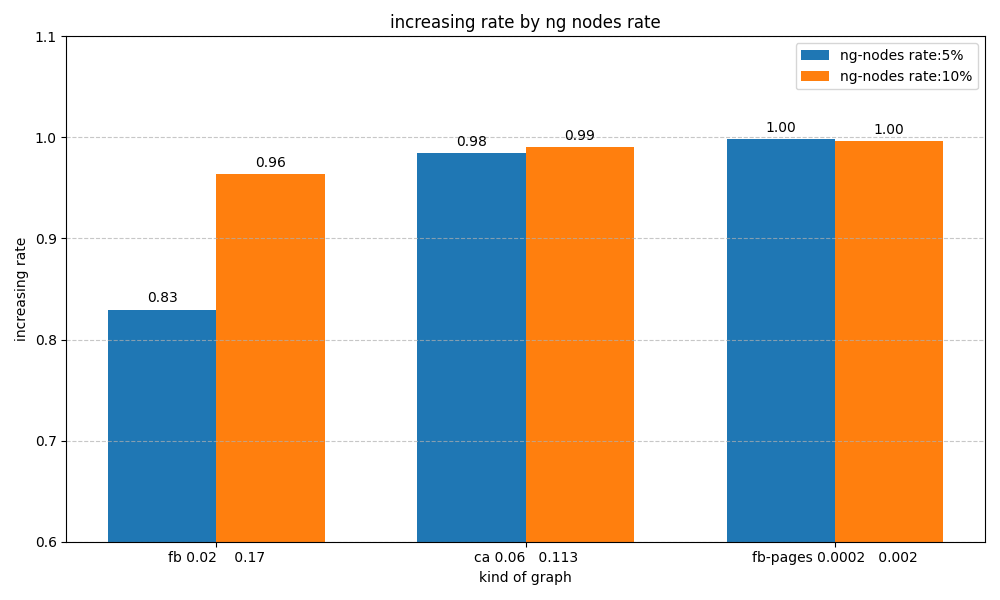 increasing rate by ng nodes rate
ng-nodes rate:5%
ng-nodes rate:10%
increasing rate
1.1
1.0
0.9
0.8
0.7
0.6
0.83
0.96
0.98
0.99
1.00
1.00
fb 0.02    0.17
ca 0.06   0.113
fb-pages 0.0002   0.002
kind of graph